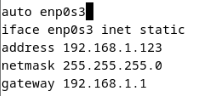 auto enp0s3
iface enp0s3 inet static
address 192.168.1.123
netmask 255.255.255.0
gateway 192.168.1.1